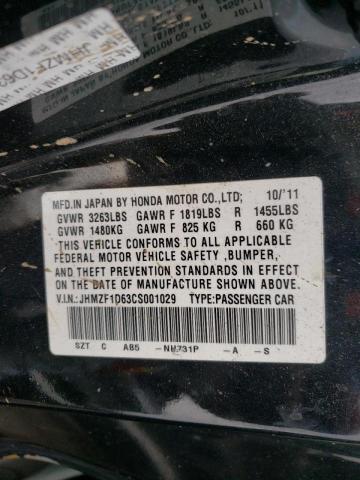 JHMZF1D63
MFD.IN JAPAN BY HONDA MOTOR CO.,LTD; 10/'11
GVWR 3263LBS GAWR F 1819LBS R 1455LBS
GVWR 1480KG GAWR F 825 KG R 660 KG
THIS VEHICLE CONFORMS TO ALL APPLICABLE
FEDERAL MOTOR VEHICLE SAFETY ,BUMPER,
AND THEFT PREVENTION STANDARDS IN
EFFECT ON THE DATE OF MANUFACTURE
SHOWN ABOVE.
V.I.N.:JHMZF1D63CS001029 TYPE:PASSENGER CAR
SZT C AB5 -NH731P -A -S